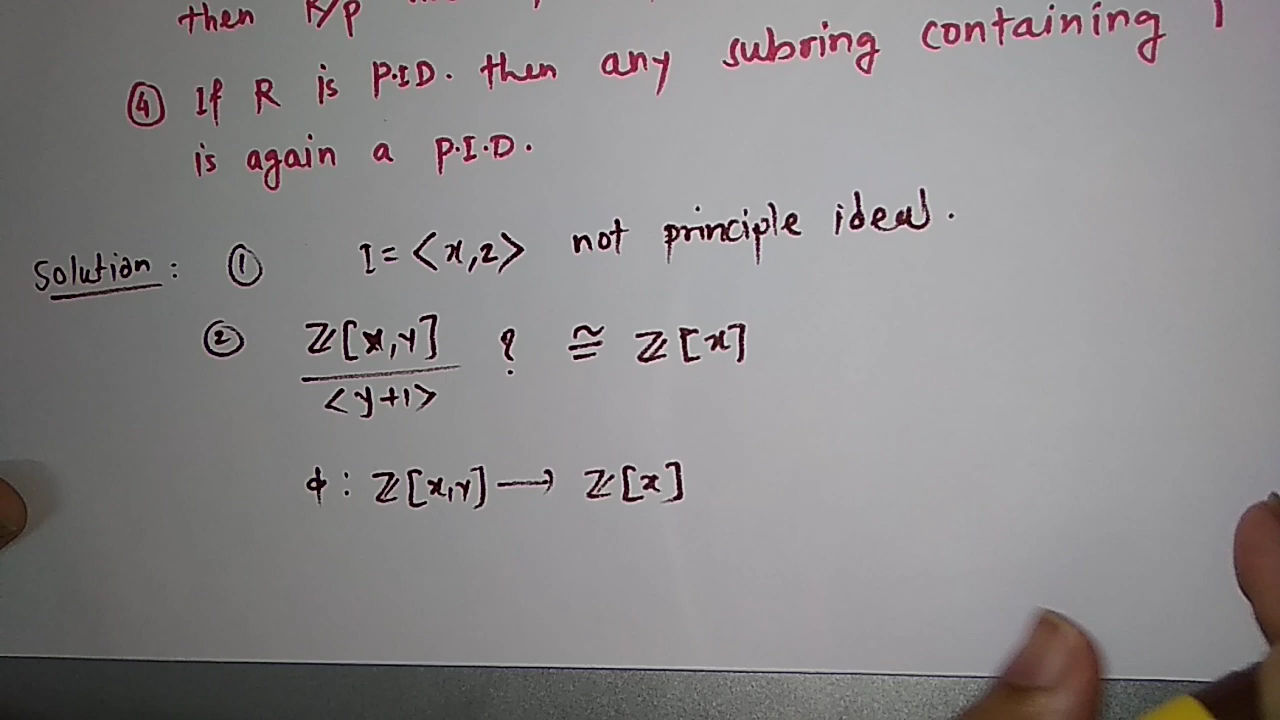 then R/p
④ If R is P.I.D. then any subring containing 1
is again a P.I.D.
Solution : ① I = <x,2> not principle ideal.
② Z[x,y] / <y+1> ? ≅ Z[x]
ϕ : Z[x,y] → Z[x]